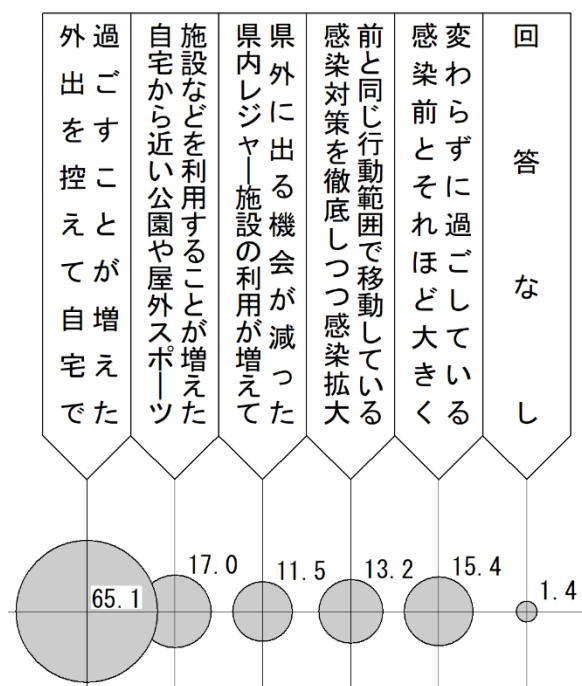 外出を控えて自宅で
過ごすことが増えた
自宅から近い公園や屋外スポーツ
施設などを利用することが増えた
県内レジャー施設の利用が増えて
県外に出る機会が減った
感染対策を徹底しつつ感染拡大
前と同じ行動範囲で移動している
感染前とそれほど大きく
変わらずに過ごしている
回答なし
65.1
17.0
11.5
13.2
15.4
1.4